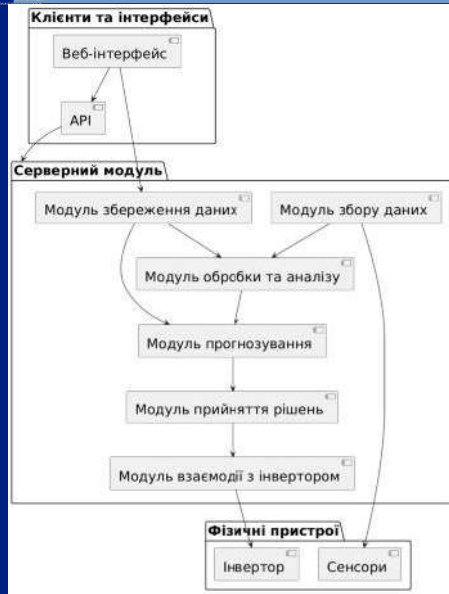 Клієнти та інтерфейси
Веб-інтерфейс
API
Серверний модуль
Модуль збереження даних
Модуль збору даних
Модуль обробки та аналізу
Модуль прогнозування
Модуль прийняття рішень
Модуль взаємодії з інвертором
Фізичні пристрої
Інвертор
Сенсори